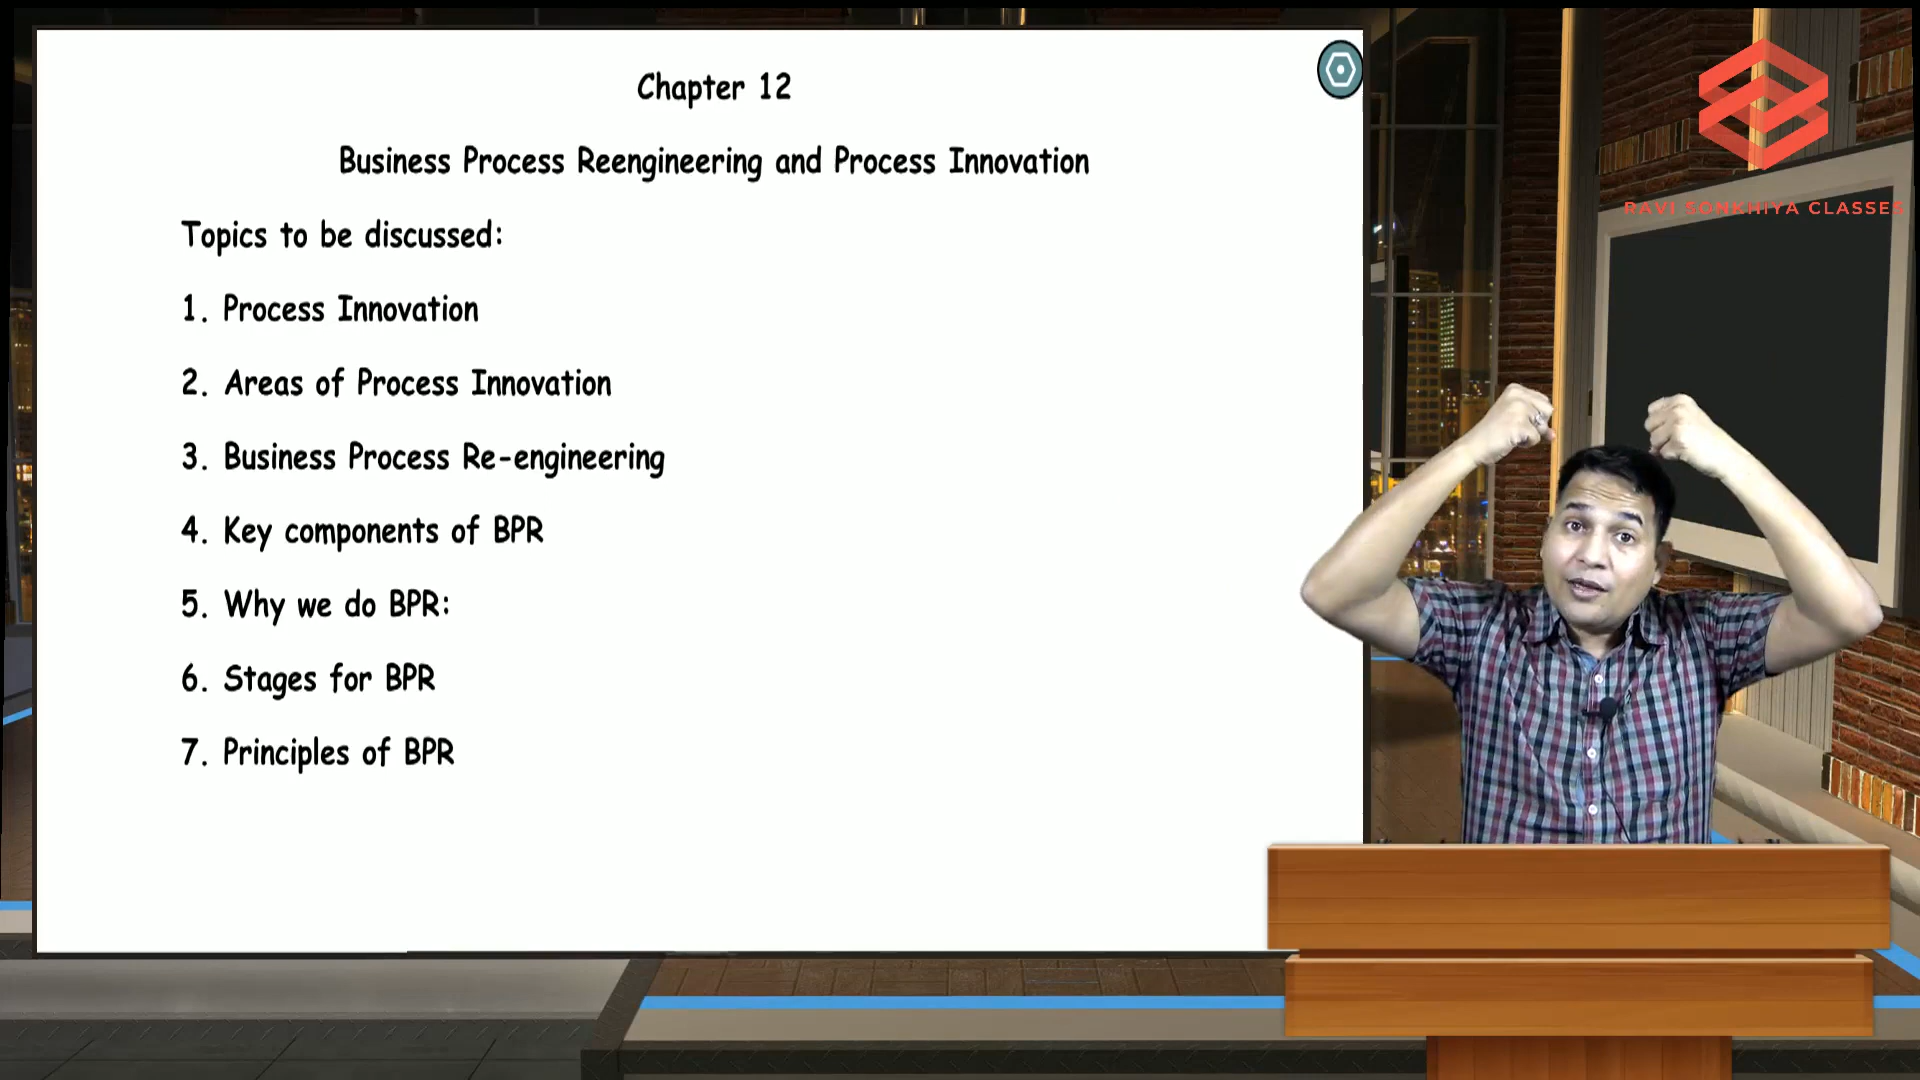 Chapter 12
Business Process Reengineering and Process Innovation
Topics to be discussed:
1. Process Innovation
2. Areas of Process Innovation
3. Business Process Re-engineering
4. Key components of BPR
5. Why we do BPR:
6. Stages for BPR
7. Principles of BPR
RAVI SONKHIYA CLASSES